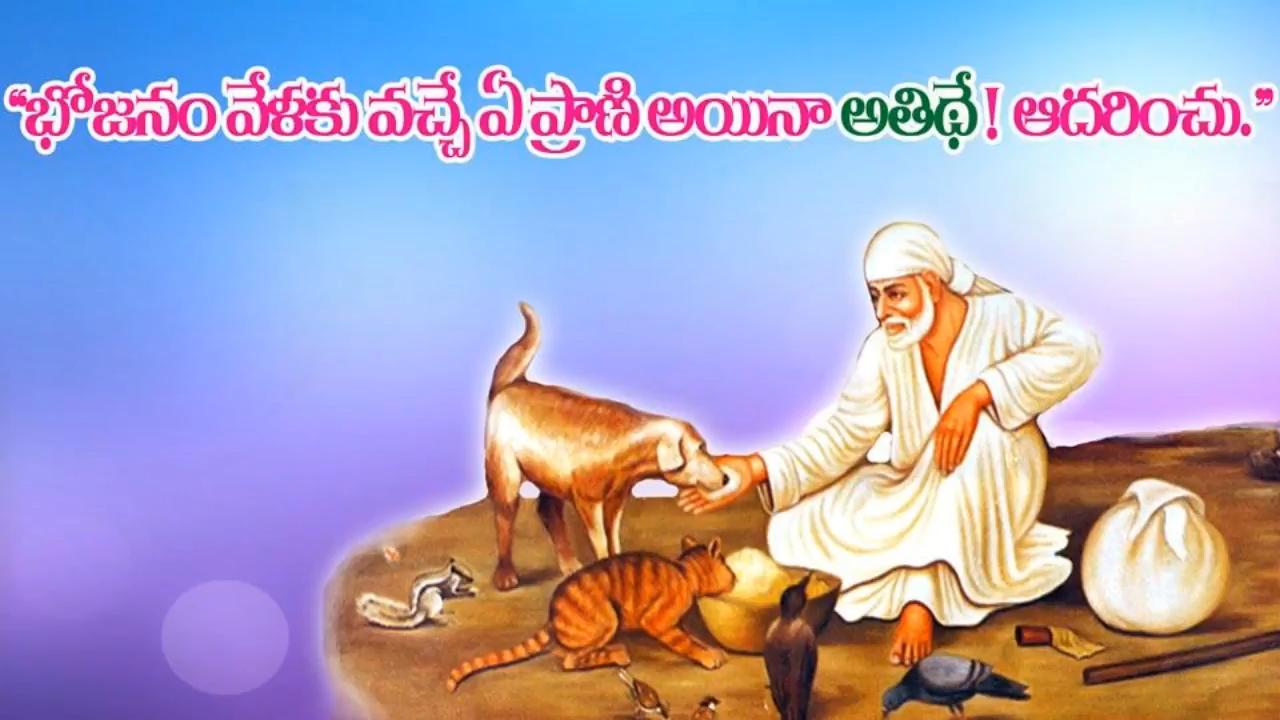 “భోజనం వేళకు వచ్చే ఏ ప్రాణి అయినా అతిథే! ఆదరించు.”